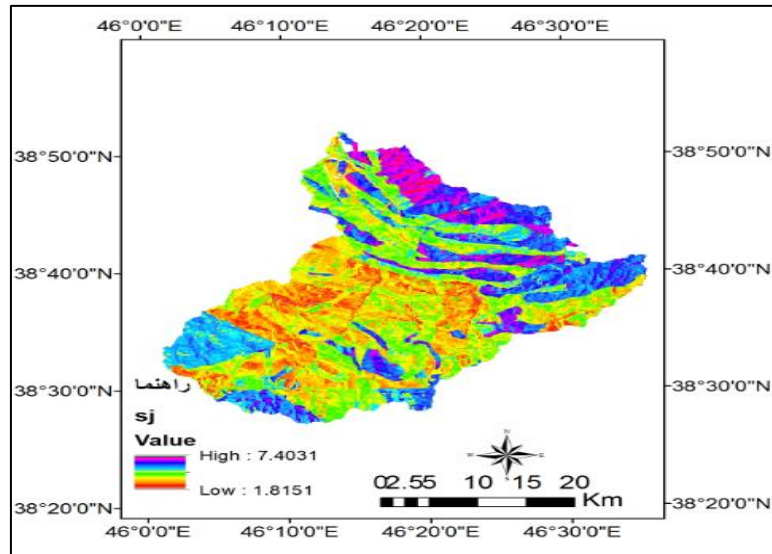 46°0'0"E 46°10'0"E 46°20'0"E 46°30'0"E
38°50'0"N 38°50'0"N
38°40'0"N 38°40'0"N
38°30'0"N 38°30'0"N
38°20'0"N 38°20'0"N
راهنما
sj
Value
High : 7.4031
Low : 1.8151
N
W E
S
02.55 10 15 20
Km
46°0'0"E 46°10'0"E 46°20'0"E 46°30'0"E